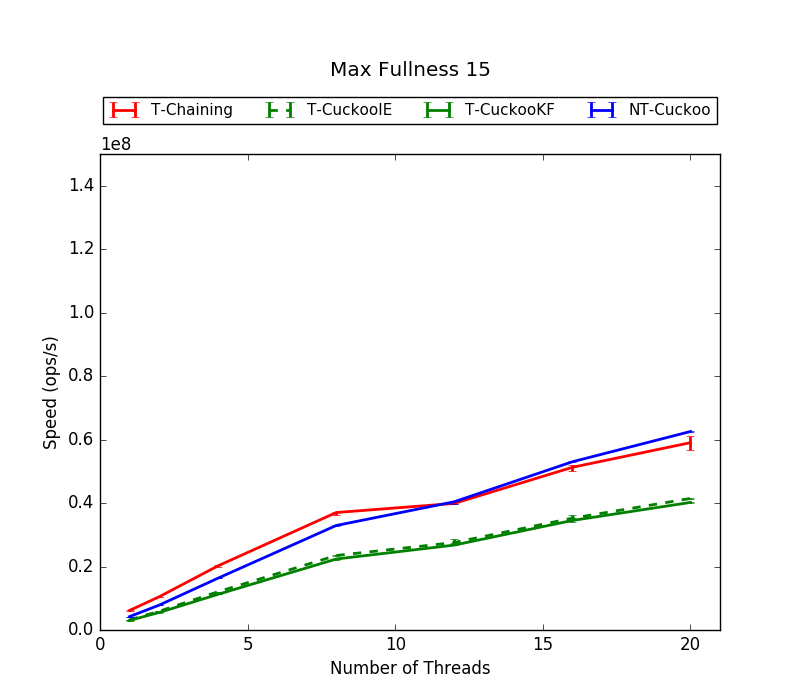 Max Fullness 15
T-Chaining T-CuckooIE T-CuckooKF NT-Cuckoo
1e8
1.4
1.2
1.0
0.8
0.6
0.4
0.2
0.0
Speed (ops/s)
0 5 10 15 20
Number of Threads